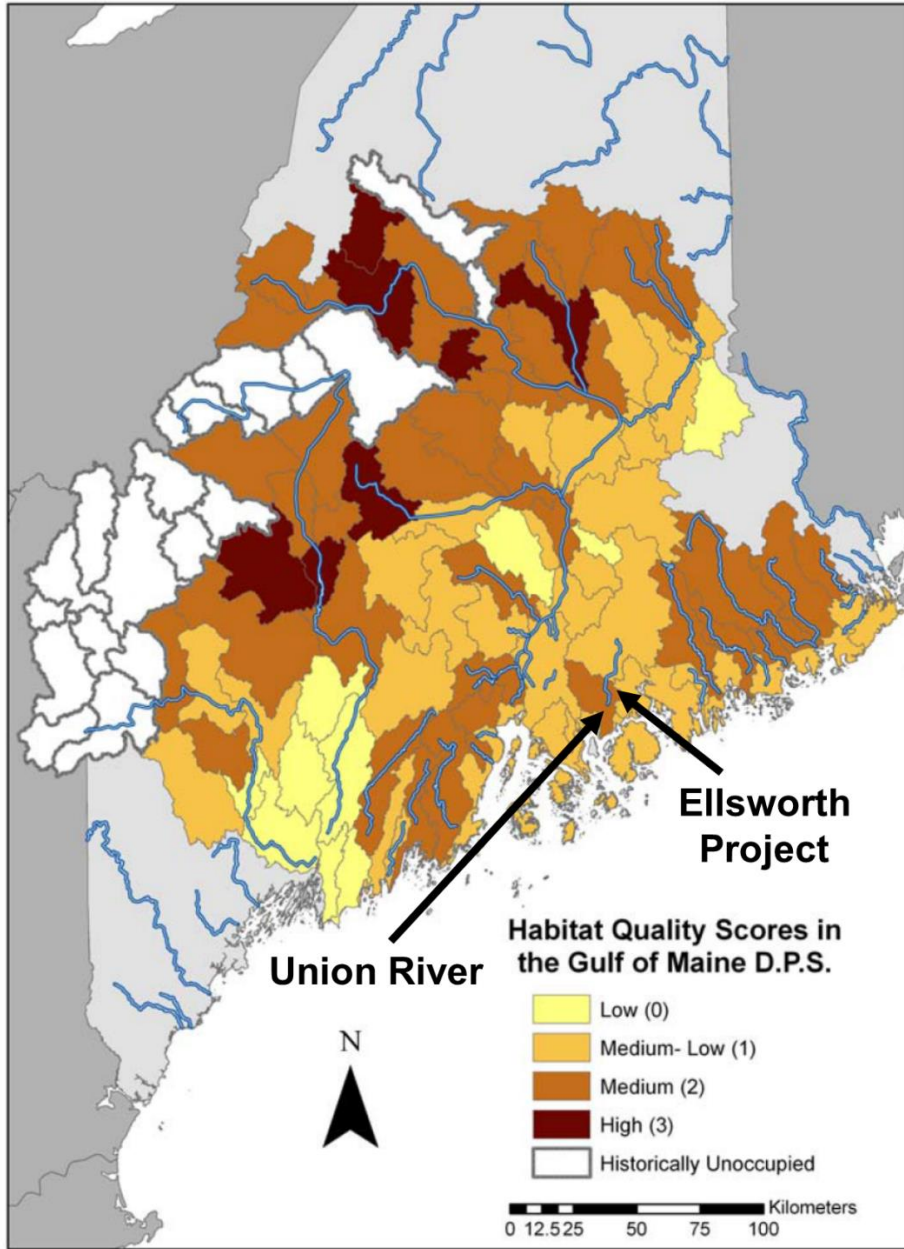 Ellsworth
Project
Union River
Habitat Quality Scores in
the Gulf of Maine D.P.S.
Low (0)
Medium- Low (1)
Medium (2)
High (3)
Historically Unoccupied
N
Kilometers
0 12.5 25 50 75 100